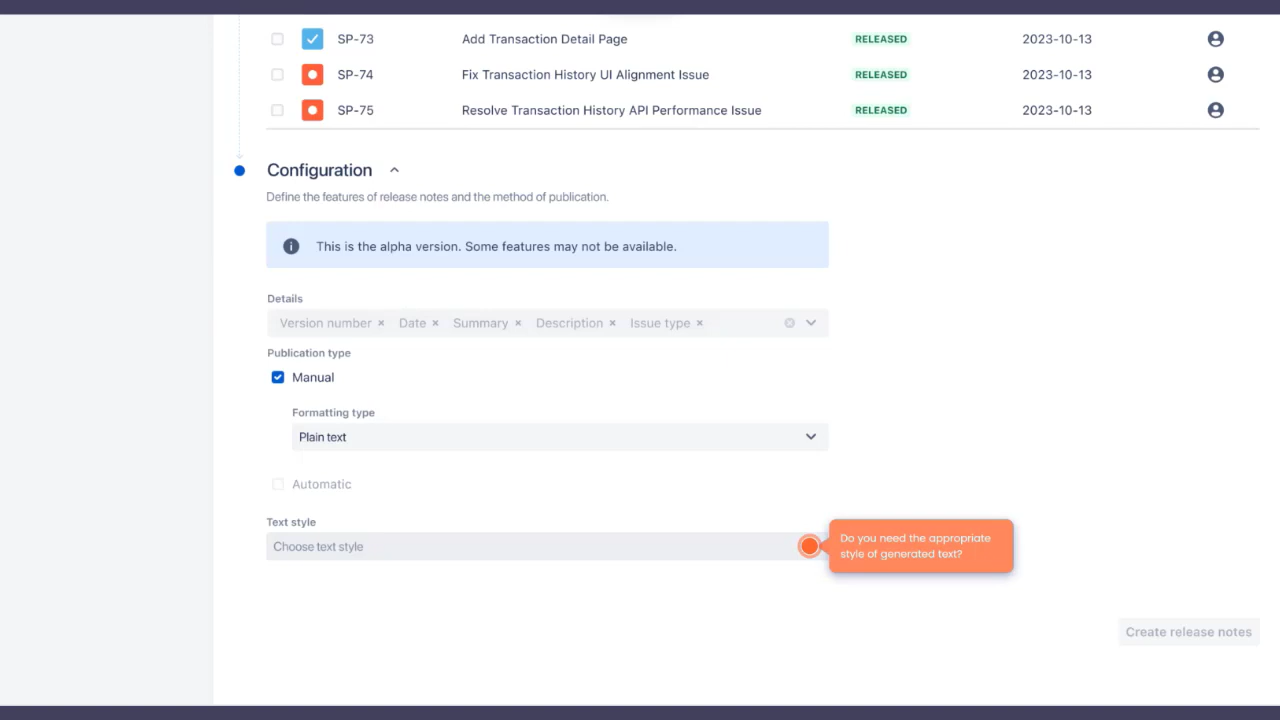 SP-73 Add Transaction Detail Page RELEASED 2023-10-13
SP-74 Fix Transaction History UI Alignment Issue RELEASED 2023-10-13
SP-75 Resolve Transaction History API Performance Issue RELEASED 2023-10-13
Configuration
Define the features of release notes and the method of publication.
This is the alpha version. Some features may not be available.
Details
Version number × Date × Summary × Description × Issue type ×
Publication type
Manual
Formatting type
Plain text
Automatic
Text style
Choose text style
Do you need the appropriate
style of generated text?
Create release notes